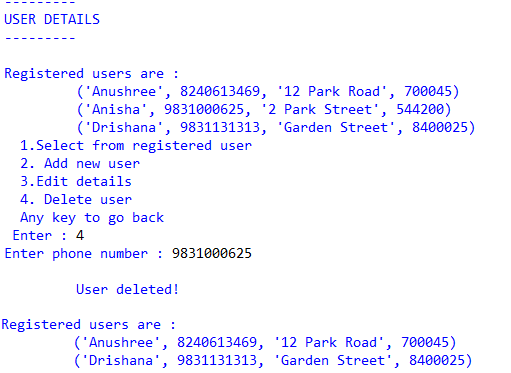 ---------
USER DETAILS
---------
Registered users are :
('Anushree', 8240613469, '12 Park Road', 700045)
('Anisha', 9831000625, '2 Park Street', 544200)
('Drishana', 9831131313, 'Garden Street', 8400025)
1.Select from registered user
2. Add new user
3.Edit details
4. Delete user
Any key to go back
Enter : 4
Enter phone number : 9831000625
User deleted!
Registered users are :
('Anushree', 8240613469, '12 Park Road', 700045)
('Drishana', 9831131313, 'Garden Street', 8400025)